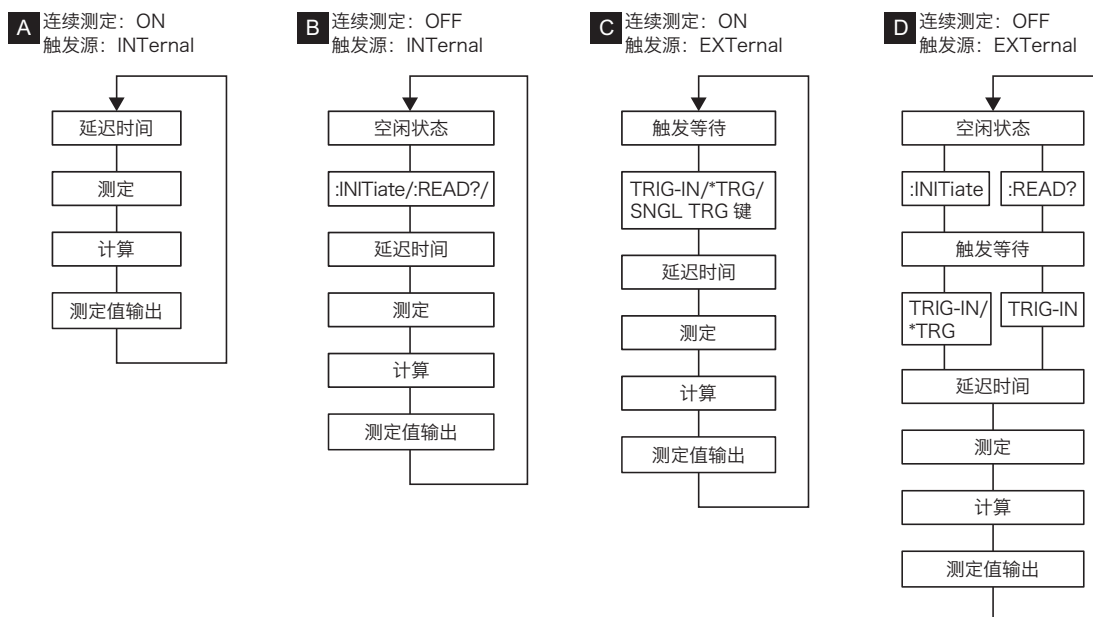 A 连续测定：ON
触发源：INTernal
延迟时间
测定
计算
测定值输出
B 连续测定：OFF
触发源：INTernal
空闲状态
:INITiate/:READ?/
延迟时间
测定
计算
测定值输出
C 连续测定：ON
触发源：EXTernal
触发等待
TRIG-IN/*TRG/
SNGL TRG 键
延迟时间
测定
计算
测定值输出
D 连续测定：OFF
触发源：EXTernal
空闲状态
:INITiate
:READ?
触发等待
TRIG-IN/
*TRG
TRIG-IN
延迟时间
测定
计算
测定值输出